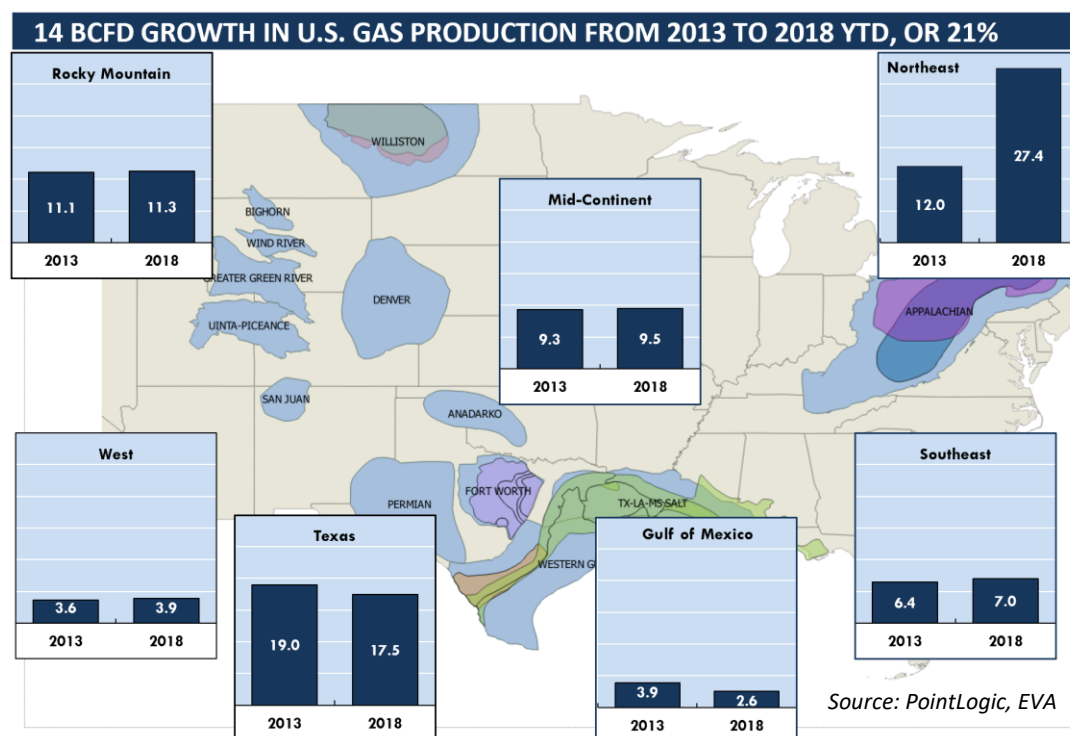 14 BCFD GROWTH IN U.S. GAS PRODUCTION FROM 2013 TO 2018 YTD, OR 21%
Rocky Mountain
11.1
11.3
2013
2018
Northeast
12.0
27.4
2013
2018
Mid-Continent
9.3
9.5
2013
2018
WILLISTON
BIGHORN
WIND RIVER
GREATER GREEN RIVER
DENVER
UINTA-PICEANCE
SAN JUAN
ANADARKO
APPALACHIAN
PERMIAN
FORT WORTH
TX-LA-MS SALT
WESTERN G
West
3.6
3.9
2013
2018
Texas
19.0
17.5
2013
2018
Gulf of Mexico
3.9
2.6
2013
2018
Southeast
6.4
7.0
2013
2018
Source: PointLogic, EVA